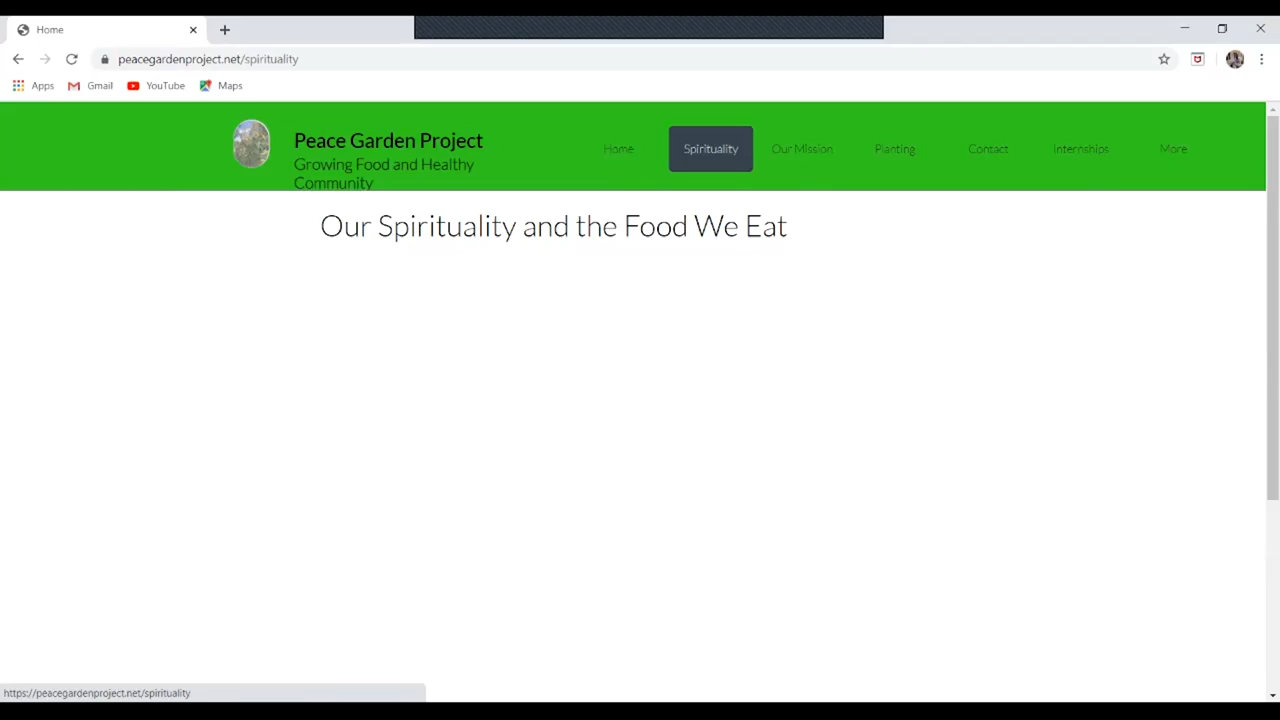 Home
peacegardenproject.net/spirituality
Apps Gmail YouTube Maps
Peace Garden Project
Growing Food and Healthy
Community
Home Spirituality Our Mission Planting Contact Internships More
Our Spirituality and the Food We Eat
https://peacegardenproject.net/spirituality